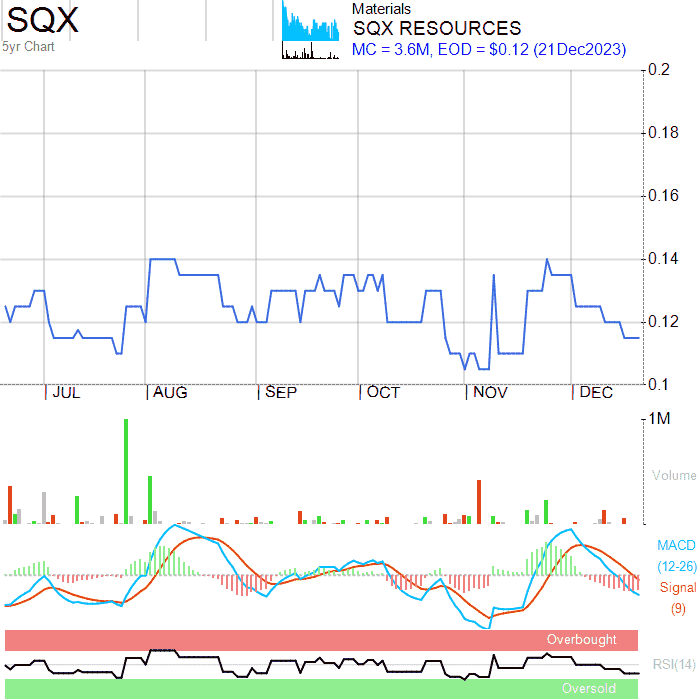 SQX
5yr Chart
Materials
SQX RESOURCES
MC = 3.6M, EOD = $0.12 (21Dec2023)
0.2
0.18
0.16
0.14
0.12
0.1
JUL AUG SEP OCT NOV DEC
1M
Volume
MACD
(12-26)
Signal
(9)
Overbought
RSI(14)
Oversold